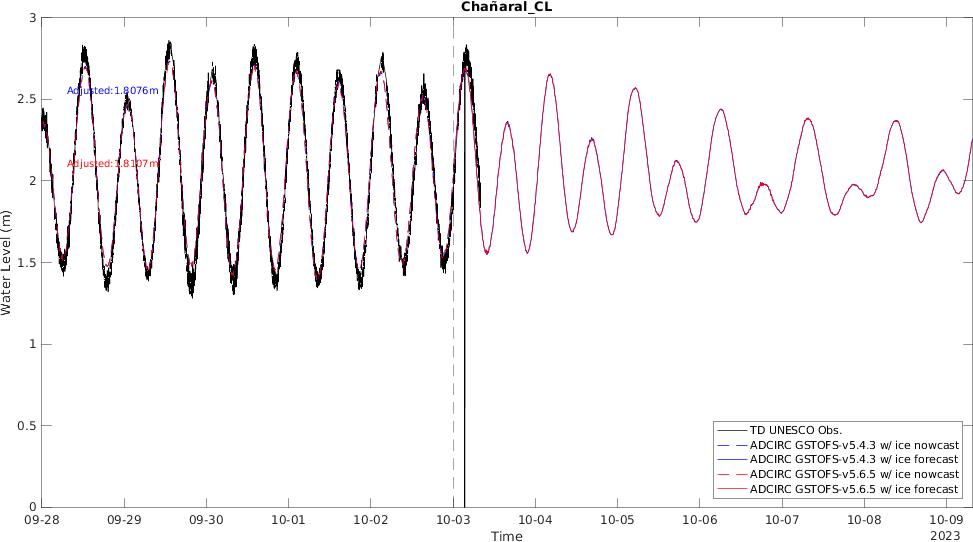 Chañaral_CL
Water Level (m)
3
2.5
2
1.5
1
0.5
0
Adjusted:1.8076m
Adjusted:1.8107m
TD UNESCO Obs.
ADCIRC GSTOFS-v5.4.3 w/ ice nowcast
ADCIRC GSTOFS-v5.4.3 w/ ice forecast
ADCIRC GSTOFS-v5.6.5 w/ ice nowcast
ADCIRC GSTOFS-v5.6.5 w/ ice forecast
09-28 09-29 09-30 10-01 10-02 10-03 10-04 10-05 10-06 10-07 10-08 10-09
Time
2023